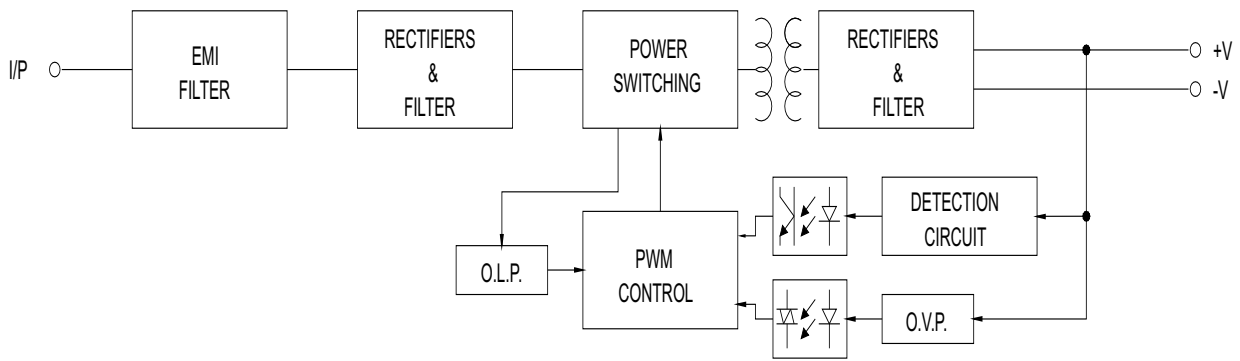 I/P
EMI
FILTER
RECTIFIERS
&
FILTER
POWER
SWITCHING
RECTIFIERS
&
FILTER
+V
-V
O.L.P.
PWM
CONTROL
DETECTION
CIRCUIT
O.V.P.